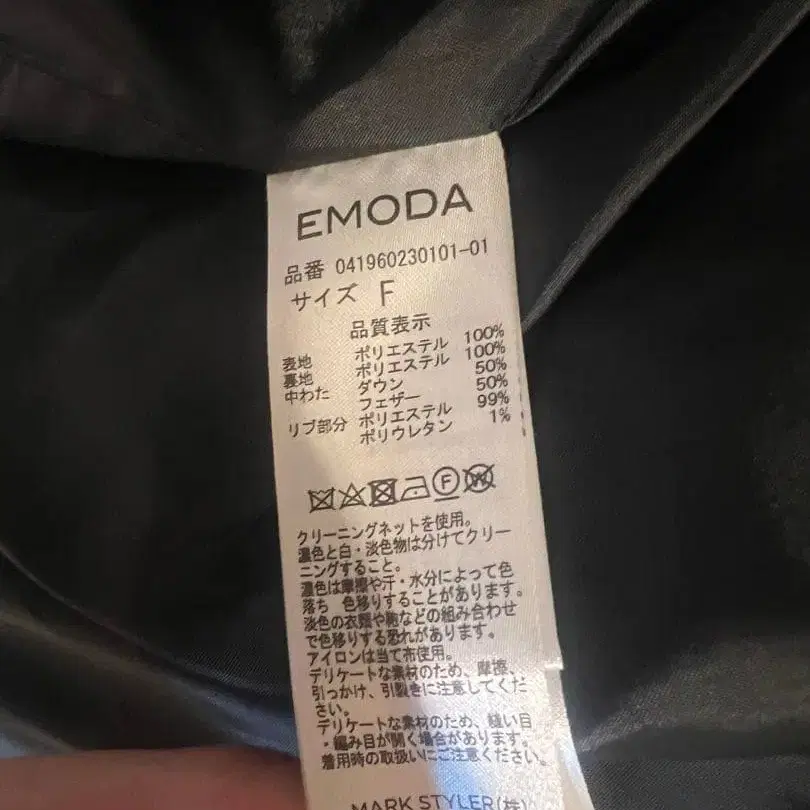 EMODA
品番 041960230101-01
サイズ F
品質表示
表地 ポリエステル 100%
裏地 ポリエステル 100%
中わた ダウン 50%
フェザー 50%
リブ部分 ポリエステル 99%
ポリウレタン 1%
F W
クリーニングネットを使用。
濃色と白・淡色物は分けてクリー
ニングすること。
濃色は摩擦や汗・水分によって色
落ち 色移りすることがあります。
淡色の衣類や鞄などの組み合わせ
で色移りする恐れがあります。
アイロンは当て布使用。
デリケートな素材のため、摩擦、
引っかけ、引裂きに注意してくだ
さい。
デリケートな素材のため、縫い目
・編み目が開く場合があります。
着用時の取扱いにご注意ください。
MARK STYLER(株)